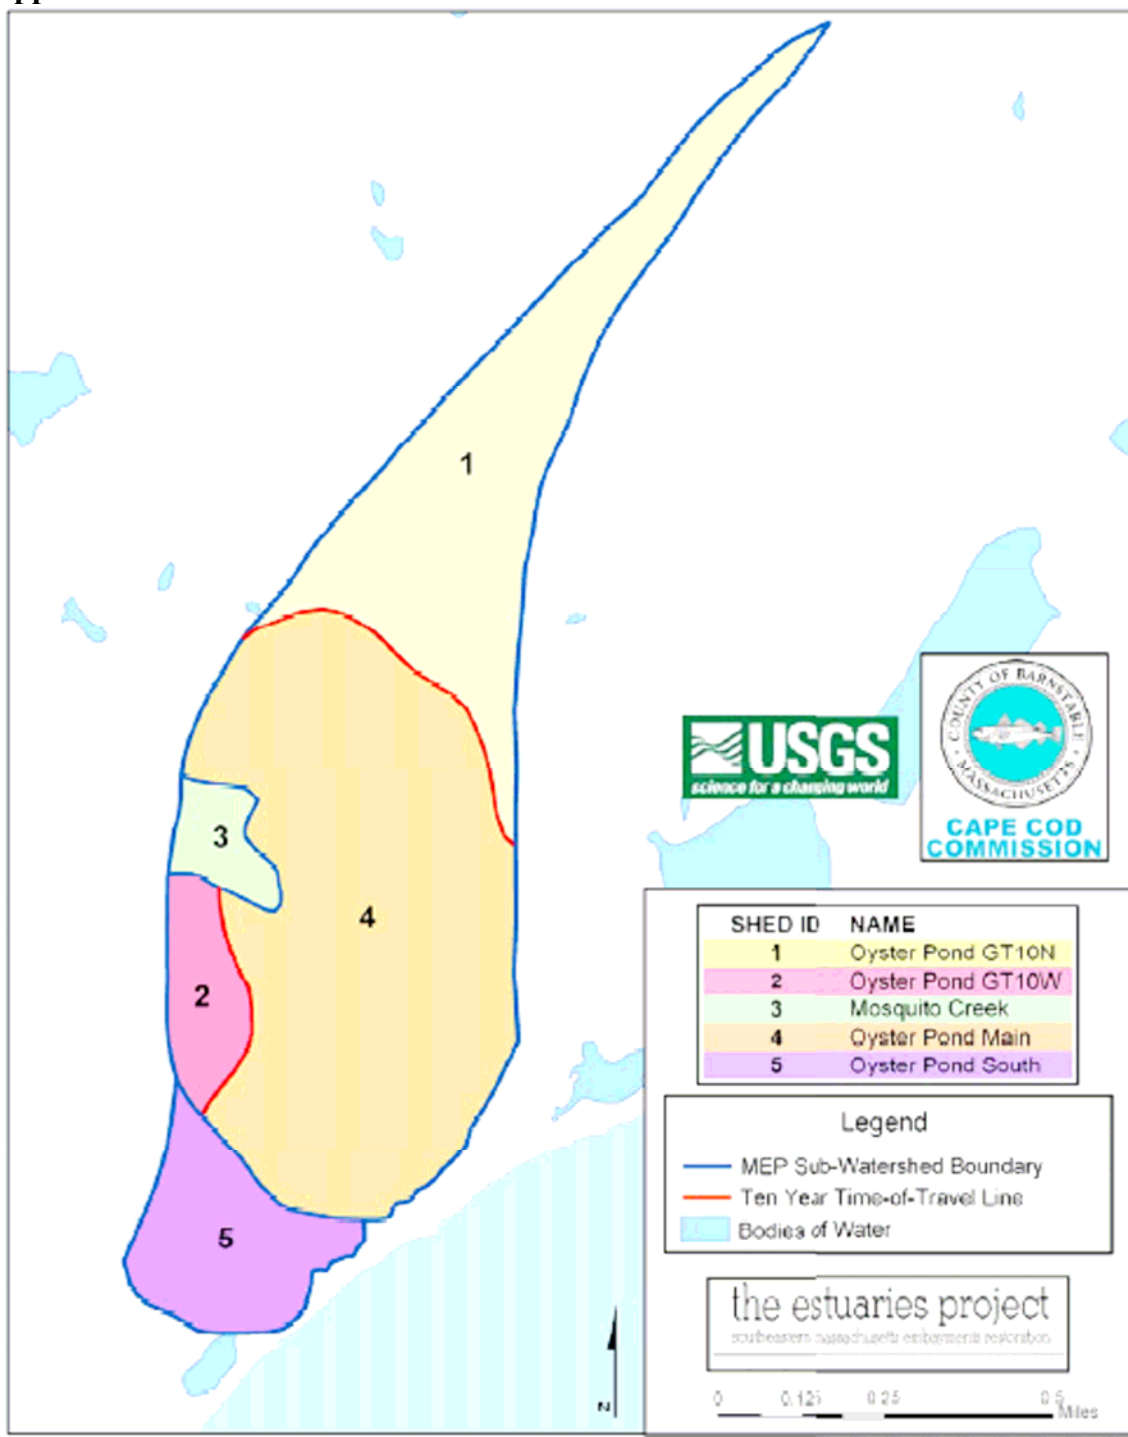 1
3
4
2
5
USGS
science for a changing world
COUNTY OF BARNSTABLE
MASSACHUSETTS
CAPE COD
COMMISSION
SHED ID NAME
1 Oyster Pond GT10N
2 Oyster Pond GT10W
3 Mosquito Creek
4 Oyster Pond Main
5 Oyster Pond South
Legend
MEP Sub-Watershed Boundary
Ten Year Time-of-Travel Line
Bodies of Water
the estuaries project
southeastern massachusetts embayments restoration
N
0 0.125 0.25 0.5
Miles